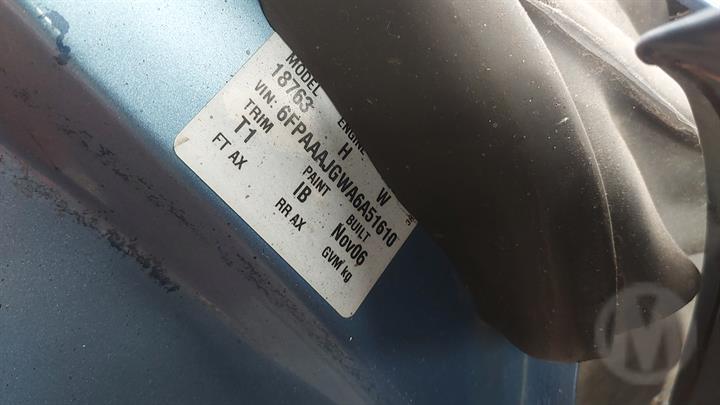 MODEL ENGINE
18763 H W
VIN: 6FPAAAJGWA6A51610
TRIM PAINT BUILT
T1 IB Nov06
FT AX RR AX GVM kg
M